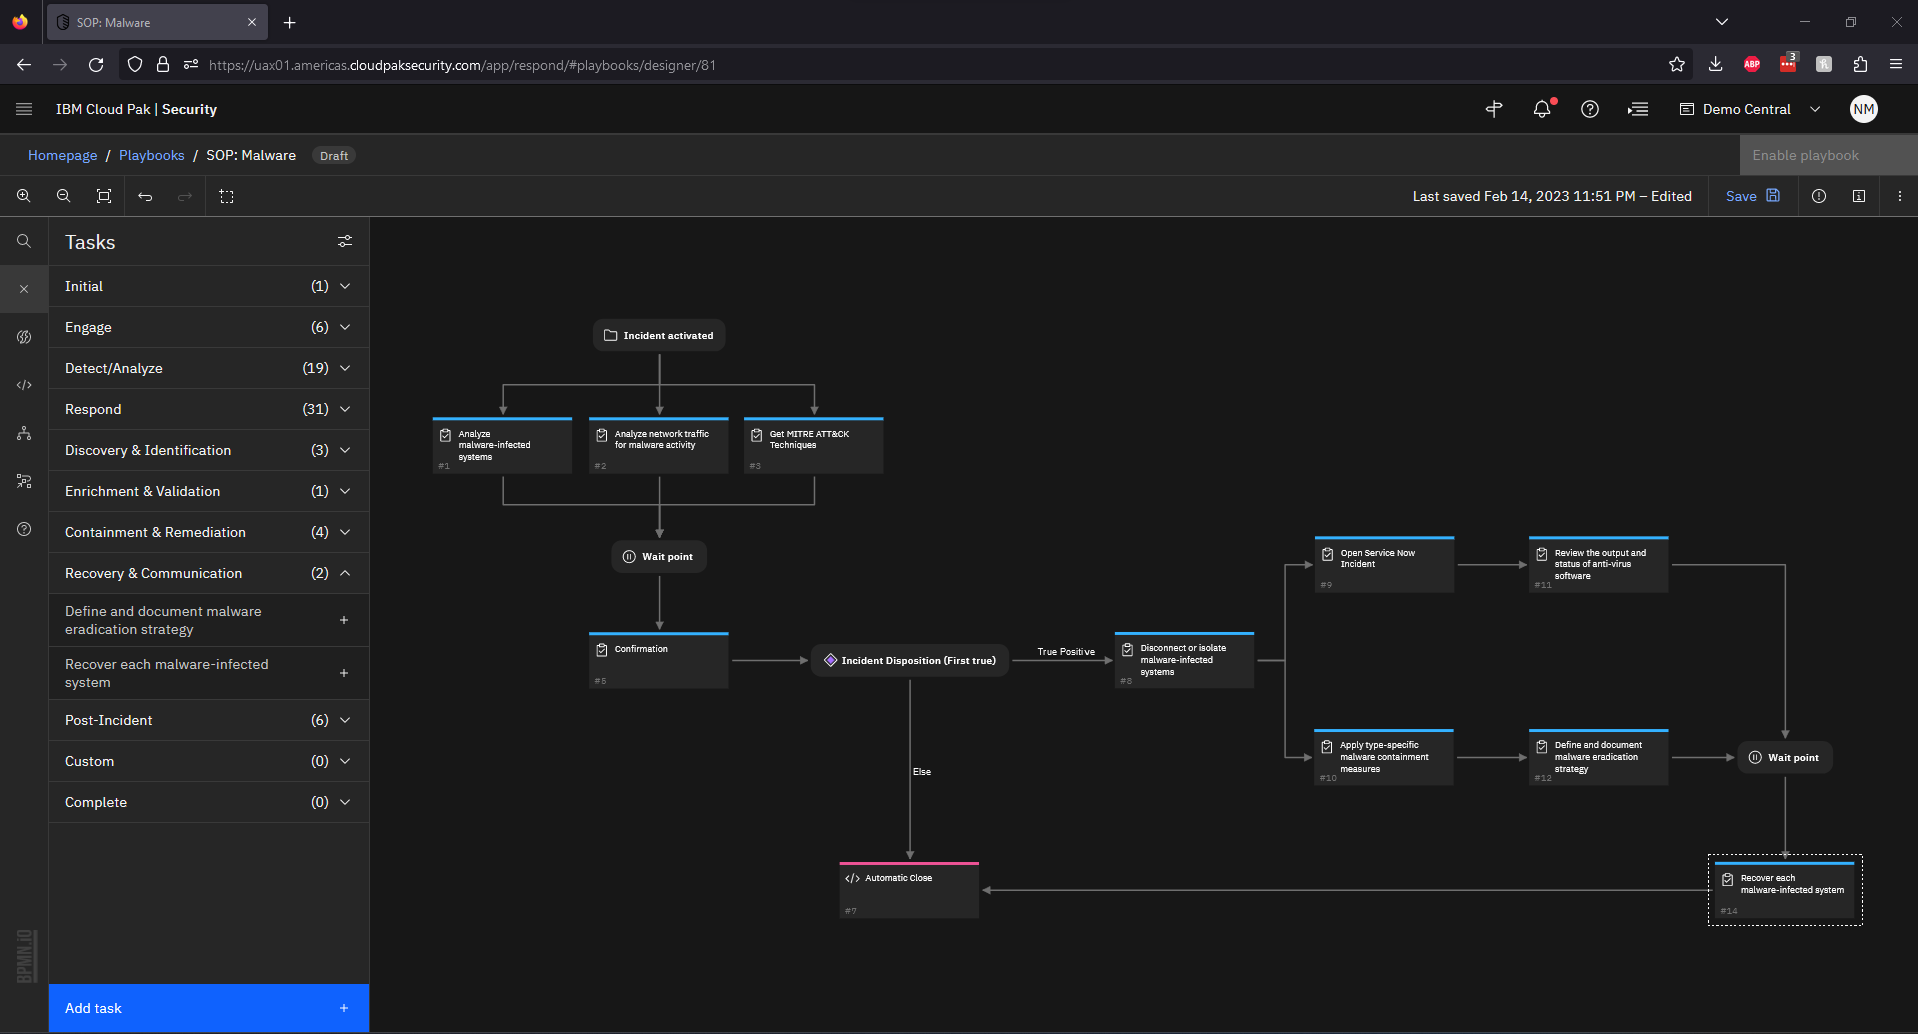 SOP: Malware
https://uax01.americas.cloudpaksecurity.com/app/respond/#playbooks/designer/81
ABP
3
IBM Cloud Pak | Security
Demo Central
NM
Homepage / Playbooks / SOP: Malware Draft
Enable playbook
Last saved Feb 14, 2023 11:51 PM – Edited
Save
Tasks
Initial (1)
Engage (6)
Detect/Analyze (19)
Respond (31)
Discovery & Identification (3)
Enrichment & Validation (1)
Containment & Remediation (4)
Recovery & Communication (2)
Define and document malware
eradication strategy
Recover each malware-infected
system
Post-Incident (6)
Custom (0)
Complete (0)
Add task
BPMN.iO
Incident activated
Analyze
malware-infected
systems
#1
Analyze network traffic
for malware activity
#2
Get MITRE ATT&CK
Techniques
#3
Wait point
Confirmation
#5
Incident Disposition (First true)
True Positive
Else
Disconnect or isolate
malware-infected
systems
#8
Open Service Now
Incident
#9
Review the output and
status of anti-virus
software
#11
Apply type-specific
malware containment
measures
#10
Define and document
malware eradication
strategy
#12
Wait point
Automatic Close
#7
Recover each
malware-infected system
#14